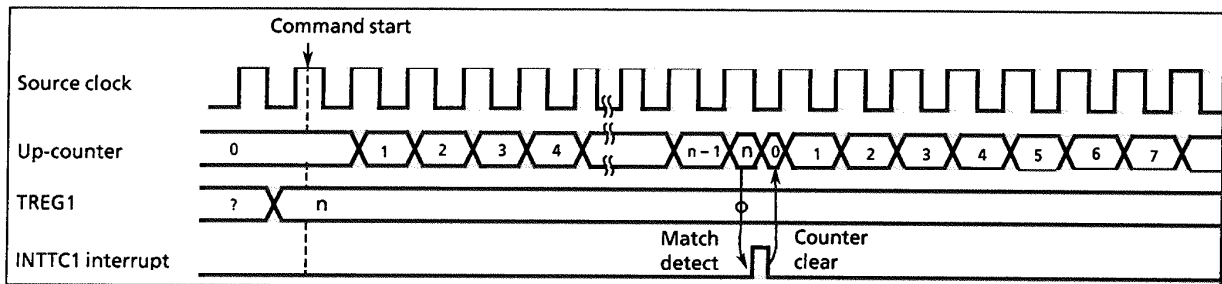 Command start
Source clock
Up-counter 0 1 2 3 4 n-1 n 0 1 2 3 4 5 6 7
TREG1 ? n
Match detect
Counter clear
INTTC1 interrupt